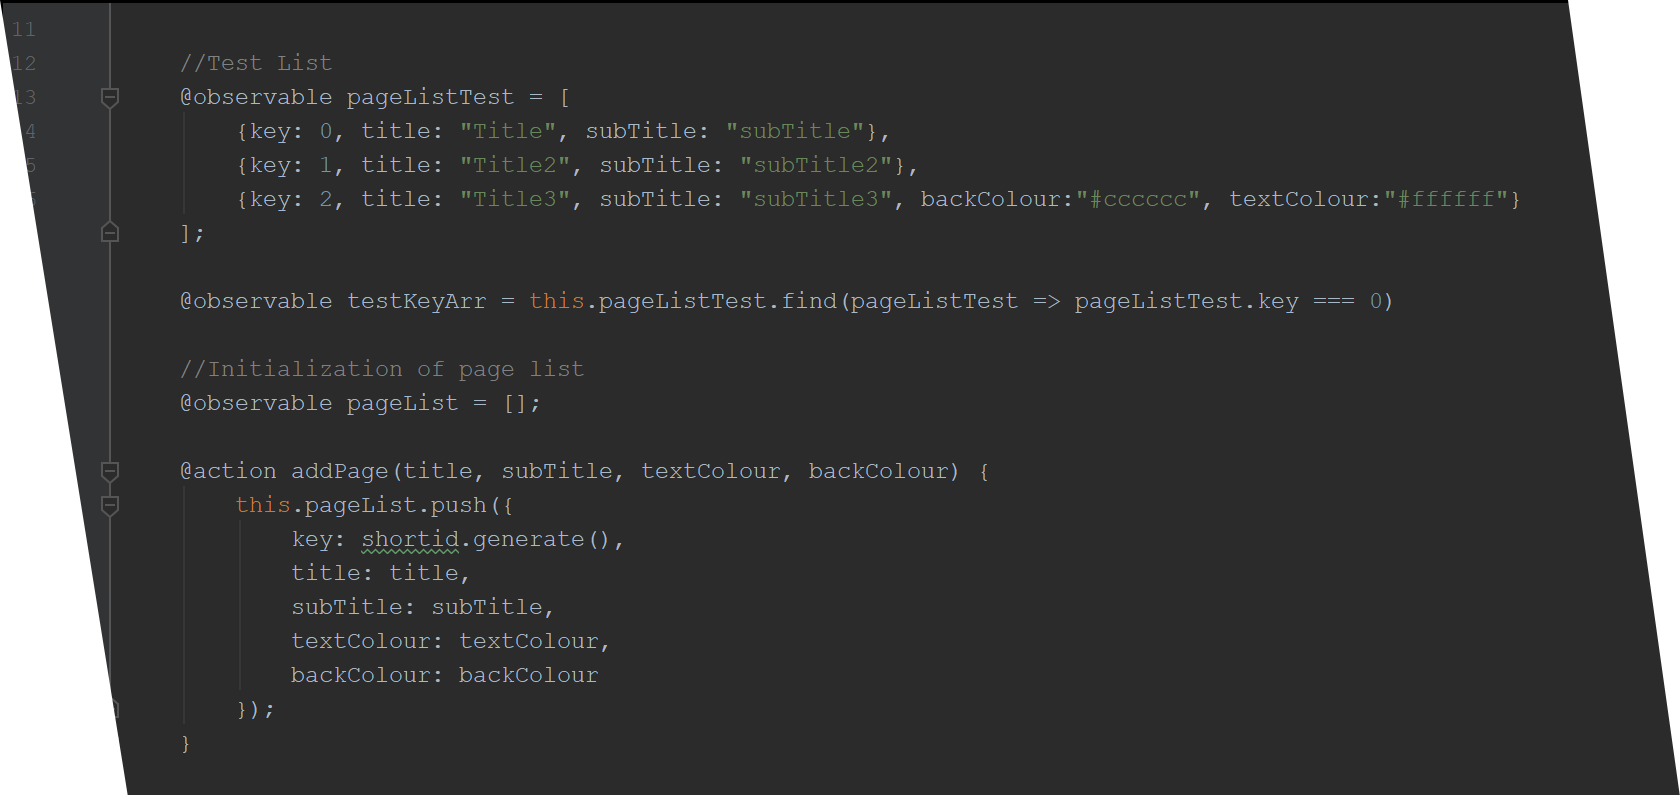 11
12 //Test List
13 @observable pageListTest = [
4 {key: 0, title: "Title", subTitle: "subTitle"},
5 {key: 1, title: "Title2", subTitle: "subTitle2"},
{key: 2, title: "Title3", subTitle: "subTitle3", backColour:"#cccccc", textColour:"#ffffff"}
];
@observable testKeyArr = this.pageListTest.find(pageListTest => pageListTest.key === 0)
//Initialization of page list
@observable pageList = [];
@action addPage(title, subTitle, textColour, backColour) {
this.pageList.push({
key: shortid.generate(),
title: title,
subTitle: subTitle,
textColour: textColour,
backColour: backColour
});
}